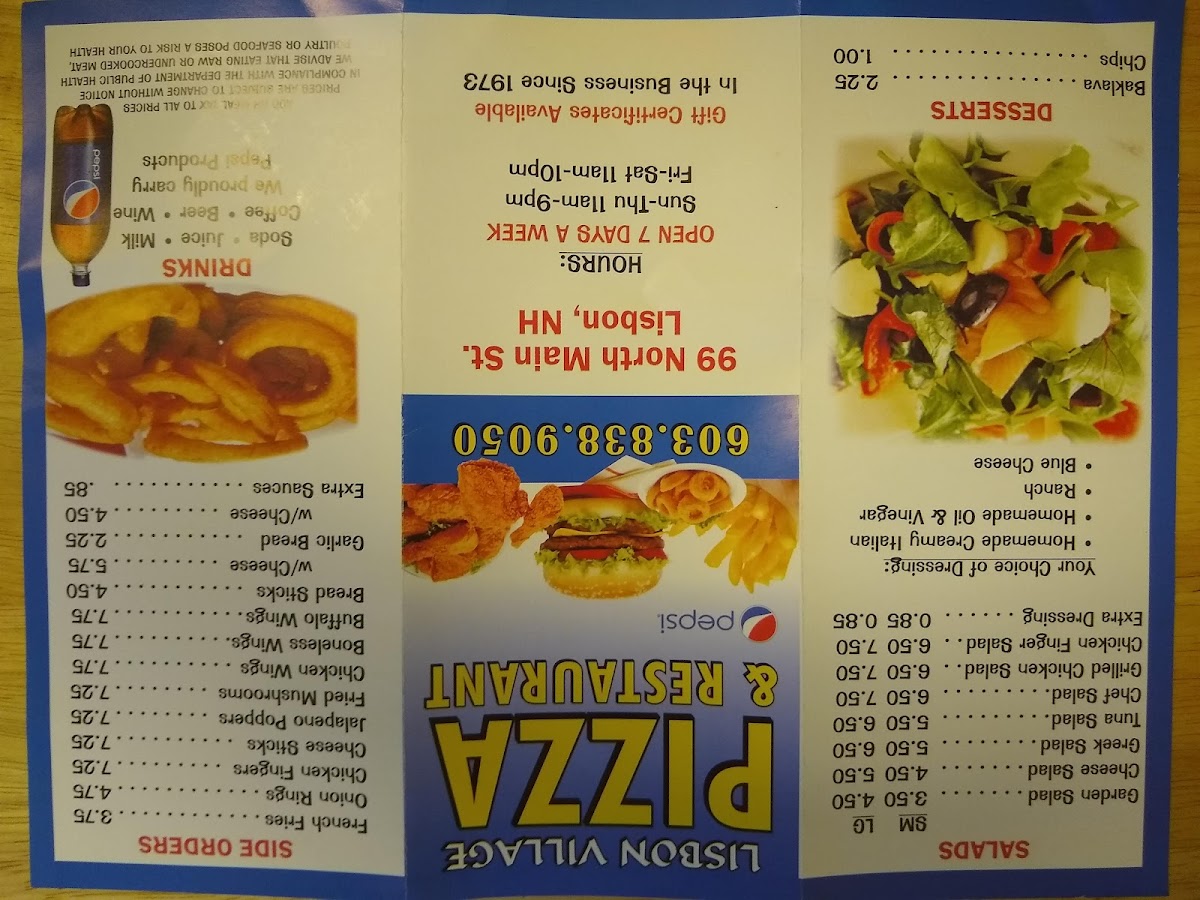 SALADS
SM LG
Garden Salad . . . . . . 3.50 4.50
Cheese Salad . . . . . . . 4.50 5.50
Greek Salad . . . . . . . . 5.50 6.50
Tuna Salad. . . . . . . . . 5.50 6.50
Chef Salad. . . . . . . . . 6.50 7.50
Grilled Chicken Salad. . 6.50 7.50
Chicken Finger Salad. . 6.50 7.50
Extra Dressing . . . . . . . 0.85 0.85
Your Choice of Dressing:
• Homemade Creamy Italian
• Homemade Oil & Vinegar
• Ranch
• Blue Cheese
DESSERTS
Baklava . . . . . . . . . . . . . . . 2.25
Chips . . . . . . . . . . . . . . . . 1.00
LISBON VILLAGE
PIZZA
& RESTAURANT
pepsi
603.838.9050
99 North Main St.
Lisbon, NH
HOURS:
OPEN 7 DAYS A WEEK
Sun-Thu 11am-9pm
Fri-Sat 11am-10pm
Gift Certificates Available
In the Business Since 1973
SIDE ORDERS
French Fries . . . . . . . . . . . . . 3.75
Onion Rings . . . . . . . . . . . . . 4.75
Chicken Fingers . . . . . . . . . . 7.25
Cheese Sticks . . . . . . . . . . . 7.25
Jalapeno Poppers . . . . . . . . 7.25
Fried Mushrooms . . . . . . . . . 7.25
Chicken Wings . . . . . . . . . . . 7.75
Boneless Wings. . . . . . . . . . . 7.75
Buffalo Wings . . . . . . . . . . . . 7.75
Bread Sticks . . . . . . . . . . . . 4.50
w/Cheese . . . . . . . . . . . 5.75
Garlic Bread . . . . . . . . . . . . 2.25
w/Cheese . . . . . . . . . . . 4.50
Extra Sauces . . . . . . . . . . . . .85
DRINKS
Soda • Juice • Milk
Coffee • Beer • Wine
We proudly carry
Pepsi Products
pepsi
ADD NH MEAL TAX TO ALL PRICES
PRICES ARE SUBJECT TO CHANGE WITHOUT NOTICE
IN COMPLIANCE WITH THE DEPARTMENT OF PUBLIC HEALTH
WE ADVISE THAT EATING RAW OR UNDERCOOKED MEAT,
POULTRY OR SEAFOOD POSES A RISK TO YOUR HEALTH